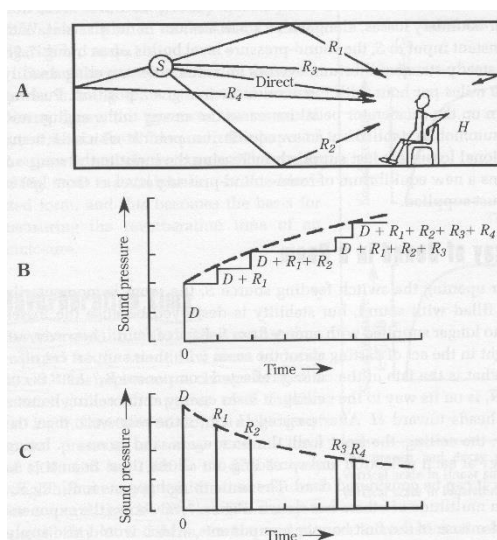 A
S
R₁
R₃
Direct
R₄
R₂
H
B
Sound pressure
D + R₁ + R₂ + R₃ + R₄
D + R₁ + R₂ + R₃
D + R₁ + R₂
D + R₁
D
0
Time
C
Sound pressure
D
R₁
R₂
R₃ R₄
0
Time